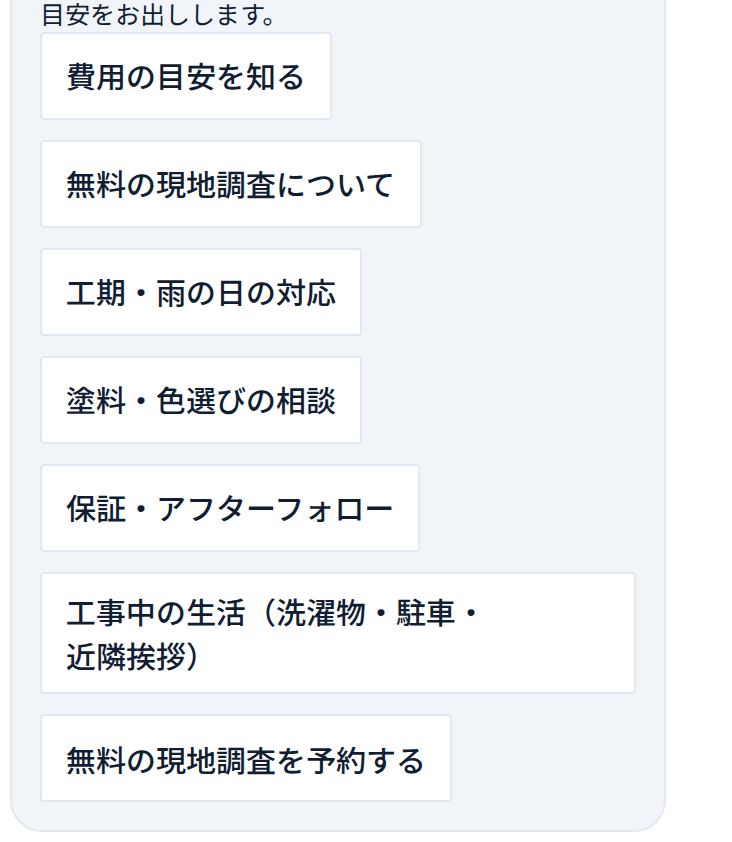 目安をお出しします。
費用の目安を知る
無料の現地調査について
工期・雨の日の対応
塗料・色選びの相談
保証・アフターフォロー
工事中の生活（洗濯物・駐車・
近隣挨拶）
無料の現地調査を予約する